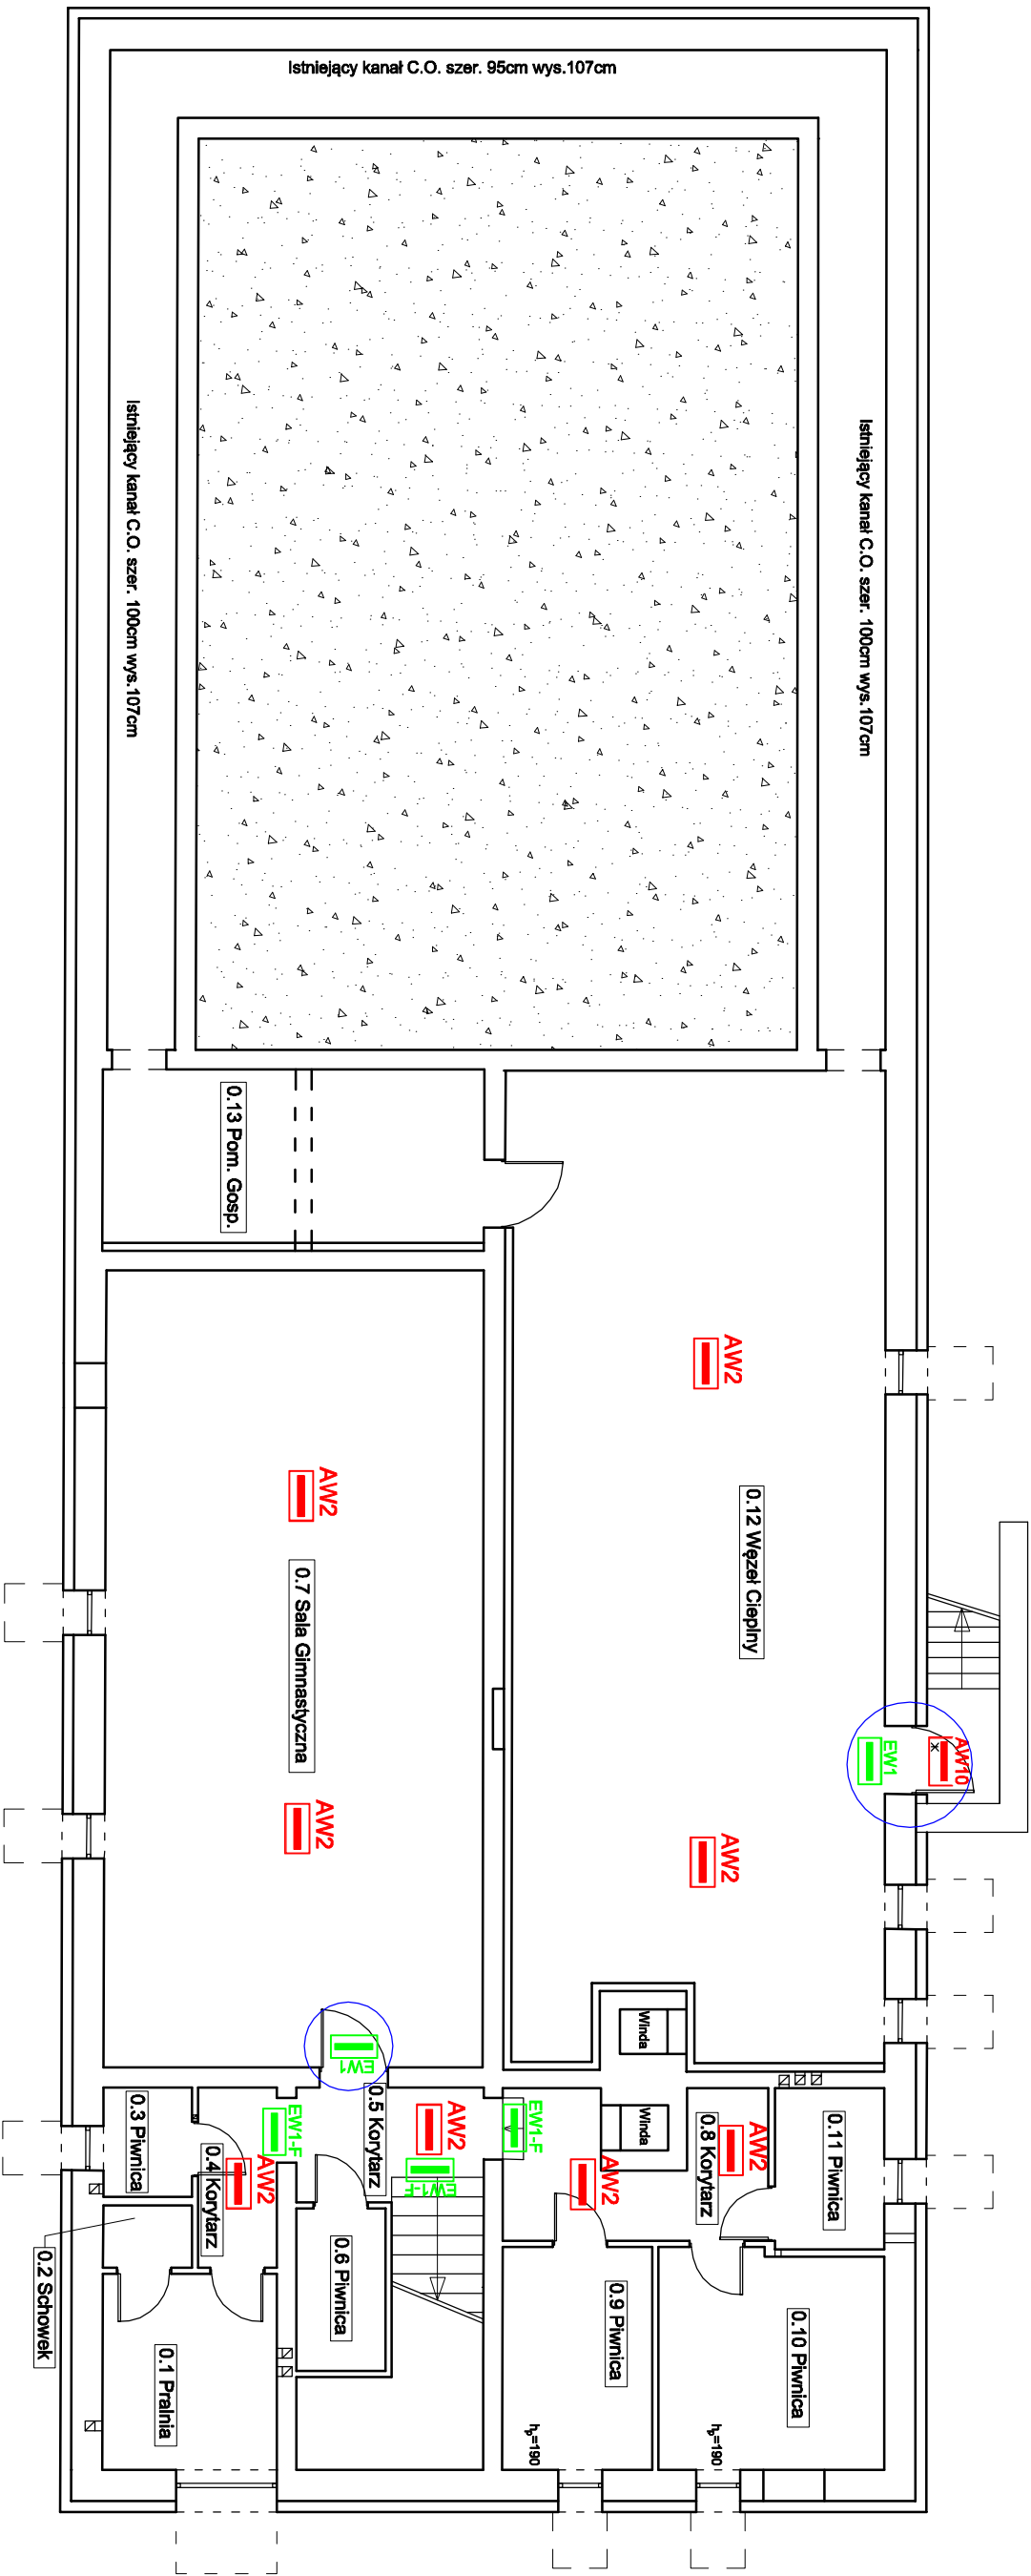 Istniejący kanał C.O. szer. 95cm wys.107cm
Istniejący kanał C.O. szer. 100cm wys.107cm
Istniejący kanał C.O. szer. 100cm wys.107cm
0.13 Pom. Gosp.
AW2
AW2
0.12 Węzeł Cieplny
0.7 Sala Gimnastyczna
AW10
EW1
AW2
AW2
Winda
EW1
Winda
0.11 Piwnica
0.3 Piwnica
0.5 Korytarz
EW1-F
AW2
EW1-F
AW2
0.8 Korytarz
0.4 Korytarz
AW2
EW1-F
AW2
0.6 Piwnica
0.9 Piwnica
0.10 Piwnica
0.2 Schowek
0.1 Pralnia
hp=190
hp=190